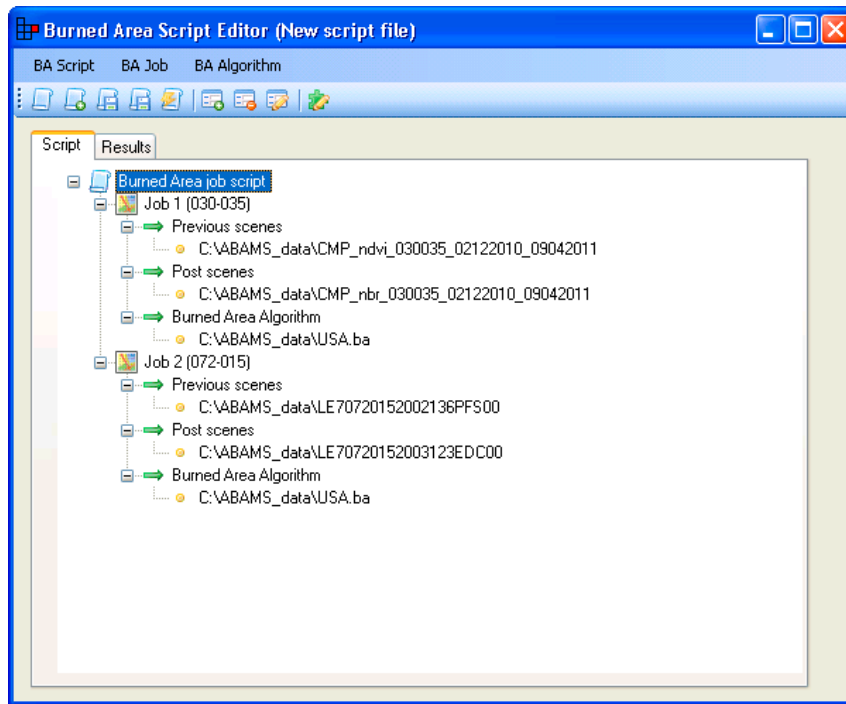 Burned Area Script Editor (New script file)
BA Script BA Job BA Algorithm
Script Results
Burned Area job script
Job 1 (030-035)
Previous scenes
C:\ABAMS_data\CMP_ndvi_030035_02122010_09042011
Post scenes
C:\ABAMS_data\CMP_nbr_030035_02122010_09042011
Burned Area Algorithm
C:\ABAMS_data\USA.ba
Job 2 (072-015)
Previous scenes
C:\ABAMS_data\LE70720152002136PFS00
Post scenes
C:\ABAMS_data\LE70720152003123EDC00
Burned Area Algorithm
C:\ABAMS_data\USA.ba